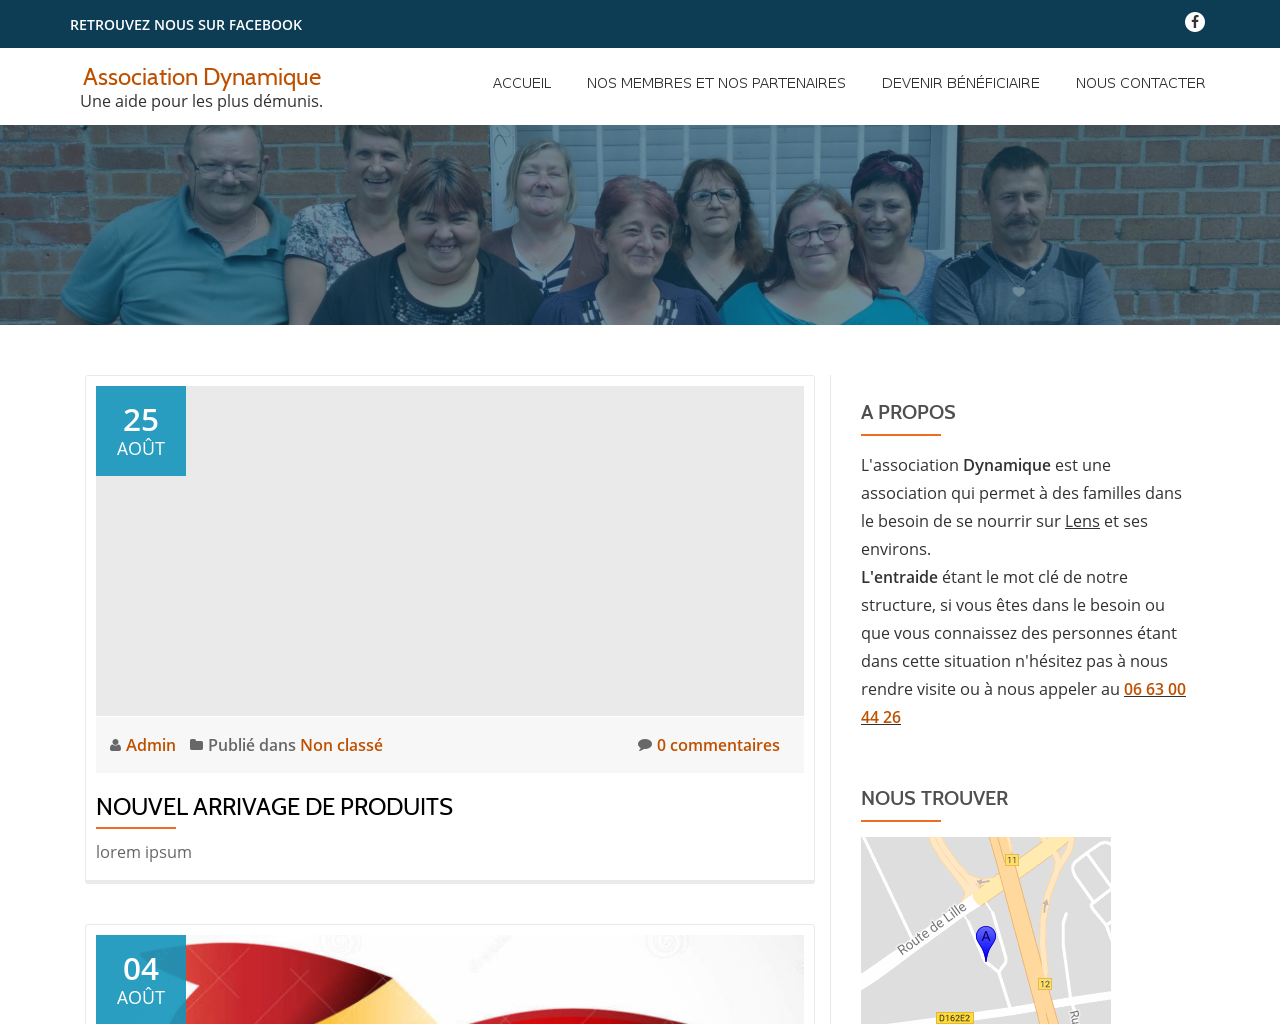 RETROUVEZ NOUS SUR FACEBOOK
Association Dynamique
Une aide pour les plus démunis.
ACCUEIL NOS MEMBRES ET NOS PARTENAIRES DEVENIR BÉNÉFICIAIRE NOUS CONTACTER
25
AOÛT
Admin Publié dans Non classé 0 commentaires
NOUVEL ARRIVAGE DE PRODUITS
lorem ipsum
04
AOÛT
A PROPOS
L'association Dynamique est une
association qui permet à des familles dans
le besoin de se nourrir sur Lens et ses
environs.
L'entraide étant le mot clé de notre
structure, si vous êtes dans le besoin ou
que vous connaissez des personnes étant
dans cette situation n'hésitez pas à nous
rendre visite ou à nous appeler au 06 63 00
44 26
NOUS TROUVER
11
Route de Lille
A
12
D162E2